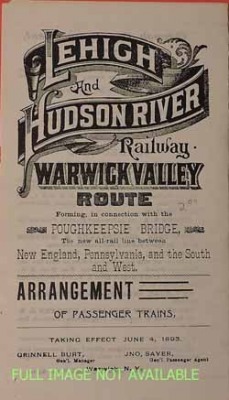 LEHIGH
And
HUDSON RIVER
Railway
WARWICK VALLEY
ROUTE
Forming, in connection with the
POUGHKEEPSIE BRIDGE,
The new all-rail line between
New England, Pennsylvania, and the South
and West.
ARRANGEMENT
OF PASSENGER TRAINS,
TAKING EFFECT JUNE 4, 1893.
GRINNELL BURT, JNO, SAYER,
Gen'l. Manager Gen'l Passenger Agent
Warwick, N. Y.
FULL IMAGE NOT AVAILABLE